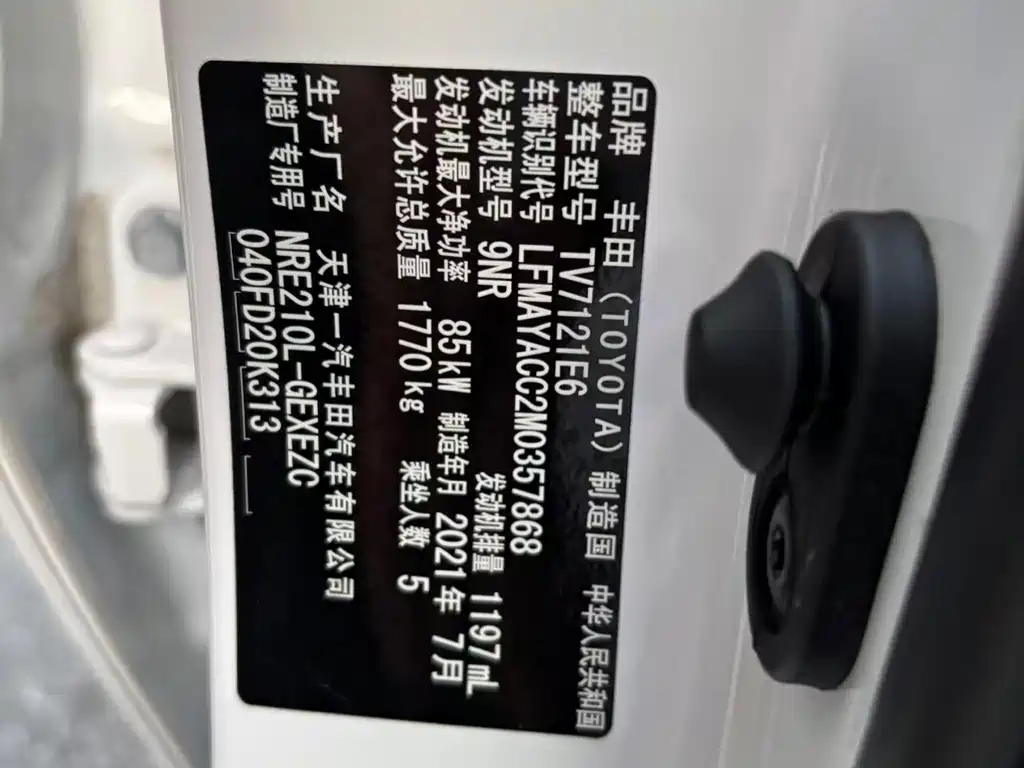 品牌 丰田 (TOYOTA) 制造国 中华人民共和国
整车型号 TV7121E6
车辆识别代号 LFMAYACC2M0357868
发动机型号 9NR 发动机排量 1197mL
发动机最大净功率 85kW 制造年月 2021年 7月
最大允许总质量 1770kg 乘坐人数 5
生产厂名 天津一汽丰田汽车有限公司
制造厂专用号 NRE210L-GEXEZC
040FD20K313